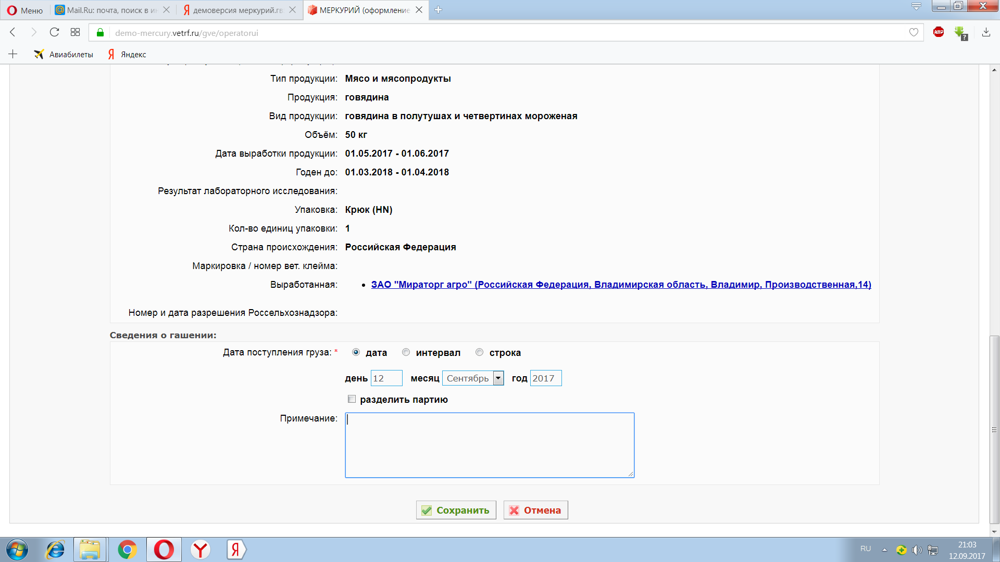 Меню
Mail.Ru: почта, поиск в ин
демоверсия меркурий.гв
МЕРКУРИЙ (оформление
demo-mercury.vetrf.ru/gve/operatorui
ABP
?
Авиабилеты
Яндекс
Тип продукции: Мясо и мясопродукты
Продукция: говядина
Вид продукции: говядина в полутушах и четвертинах мороженая
Объём: 50 кг
Дата выработки продукции: 01.05.2017 - 01.06.2017
Годен до: 01.03.2018 - 01.04.2018
Результат лабораторного исследования:
Упаковка: Крюк (HN)
Кол-во единиц упаковки: 1
Страна происхождения: Российская Федерация
Маркировка / номер вет. клейма:
Выработанная: • ЗАО "Мираторг агро" (Российская Федерация, Владимирская область, Владимир, Производственная,14)
Номер и дата разрешения Россельхознадзора:
Сведения о гашении:
Дата поступления груза: * дата интервал строка
день 12 месяц Сентябрь год 2017
разделить партию
Примечание:
Сохранить Отмена
RU
21:03
12.09.2017